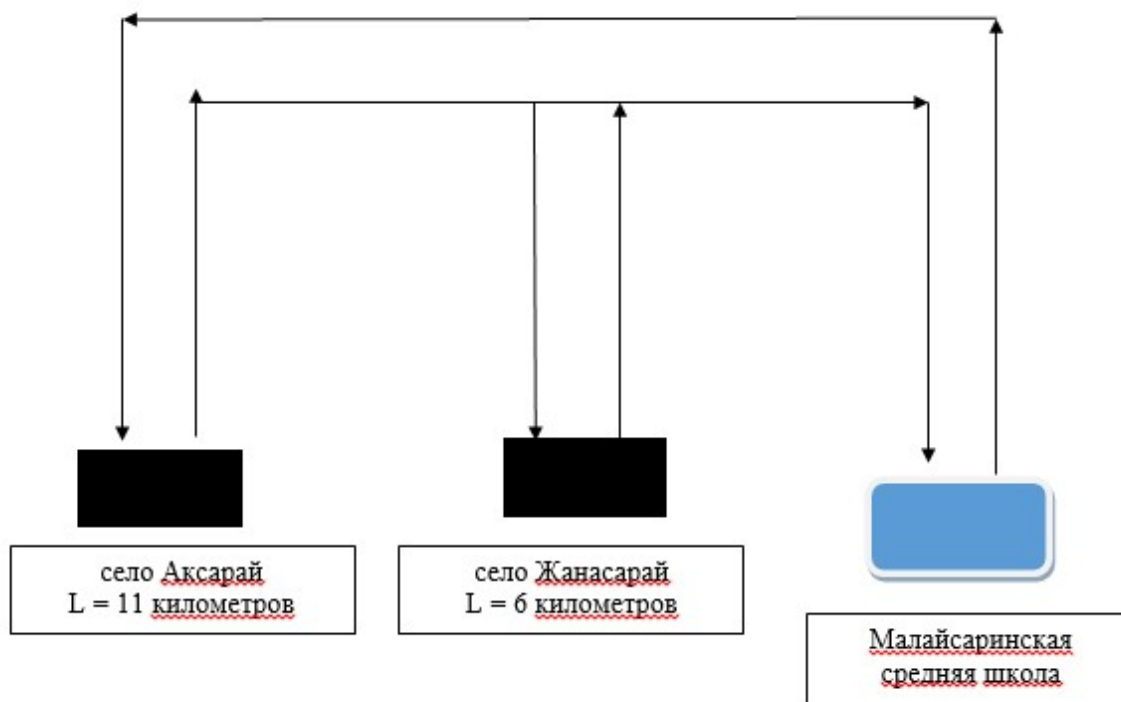 село Аксарай
L = 11 километров
село Жанасарай
L = 6 километров
Малайсаринская
средняя школа